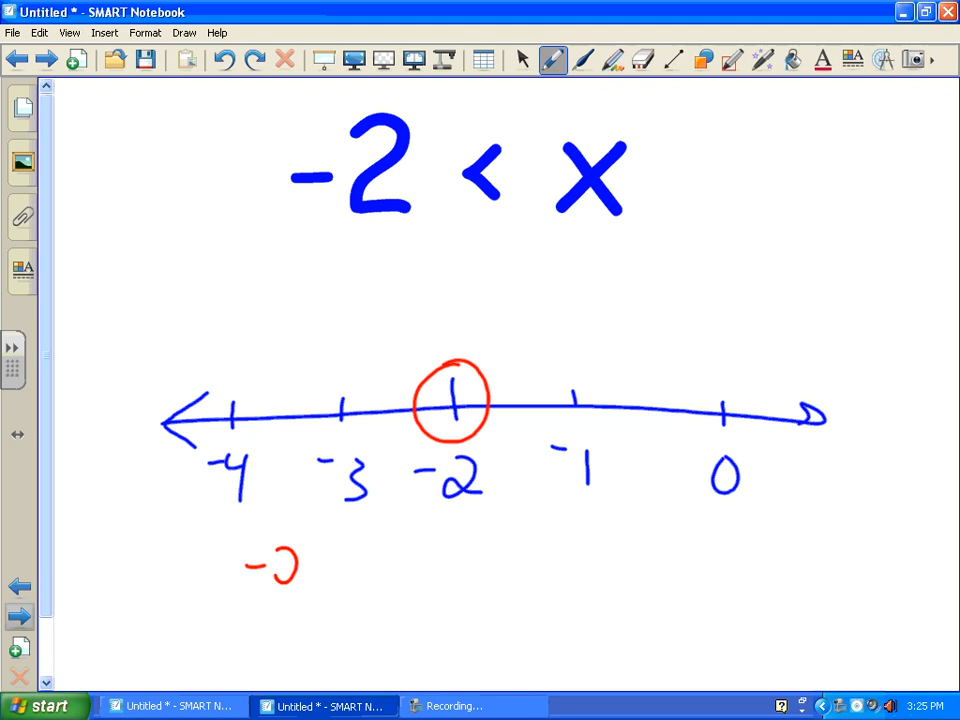 Untitled * - SMART Notebook
File Edit View Insert Format Draw Help
-2 < x
-4 -3 -2 -1 0
start Untitled * - SMART N... Untitled * - SMART N... Recording... 3:25 PM